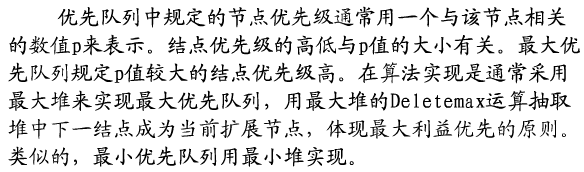 优先队列中规定的节点优先级通常用一个与该节点相关
的数值p来表示。结点优先级的高低与p值的大小有关。最大优
先队列规定p值较大的结点优先级高。在算法实现是通常采用
最大堆来实现最大优先队列，用最大堆的Deletemax运算抽取
堆中下一结点成为当前扩展节点，体现最大利益优先的原则。
类似的，最小优先队列用最小堆实现。